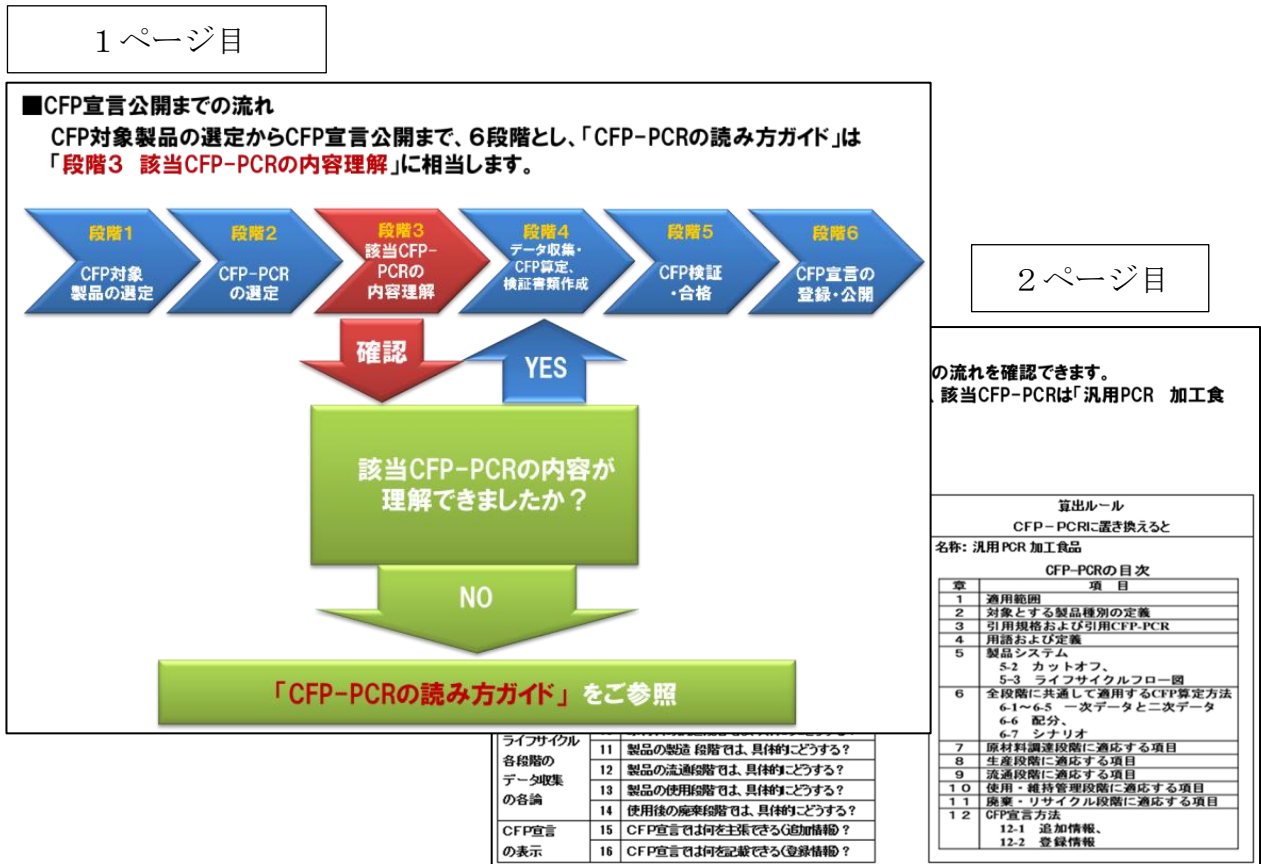 １ページ目
■CFP宣言公開までの流れ
CFP対象製品の選定からCFP宣言公開まで、６段階とし、「CFP-PCRの読み方ガイド」は
「段階３ 該当CFP-PCRの内容理解」に相当します。
段階1
CFP対象
製品の選定
段階2
CFP-PCR
の選定
段階3
該当CFP-
PCRの
内容理解
段階4
データ収集・
CFP算定、
検証書類作成
段階5
CFP検証
・合格
段階6
CFP宣言の
登録・公開
確認
YES
該当CFP-PCRの内容が
理解できましたか？
NO
「CFP-PCRの読み方ガイド」をご参照
２ページ目
の流れを確認できます。
、該当CFP-PCRは「汎用PCR 加工食
算出ルール
CFP-PCRに置き換えると
名称: 汎用PCR 加工食品
CFP-PCRの目次
章 項 目
1 適用範囲
2 対象とする製品種別の定義
3 引用規格および引用CFP-PCR
4 用語および定義
5 製品システム
5-2 カットオフ、
5-3 ライフサイクルフロー図
6 全段階に共通して適用するCFP算定方法
6-1～6-5 一次データと二次データ
6-6 配分、
6-7 シナリオ
7 原材料調達段階に適応する項目
8 生産段階に適応する項目
9 流通段階に適応する項目
10 使用・維持管理段階に適応する項目
11 廃棄・リサイクル段階に適応する項目
12 CFP宣言方法
12-1 追加情報、
12-2 登録情報
ライフサイクル
各段階の
データ収集
の各論
11 製品の製造段階では、具体的にどうする？
12 製品の流通段階では、具体的にどうする？
13 製品の使用段階では、具体的にどうする？
14 使用後の廃棄段階では、具体的にどうする？
CFP宣言
の表示
15 CFP宣言では何を主張できる(追加情報)？
16 CFP宣言では何を記載できる(登録情報)？